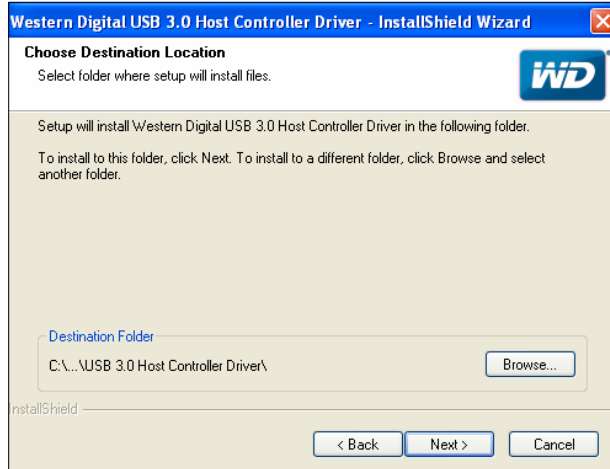 Western Digital USB 3.0 Host Controller Driver - InstallShield Wizard
Choose Destination Location
Select folder where setup will install files.
WD
Setup will install Western Digital USB 3.0 Host Controller Driver in the following folder.
To install to this folder, click Next. To install to a different folder, click Browse and select
another folder.
Destination Folder
C:\...\USB 3.0 Host Controller Driver\
Browse...
InstallShield
< Back
Next >
Cancel